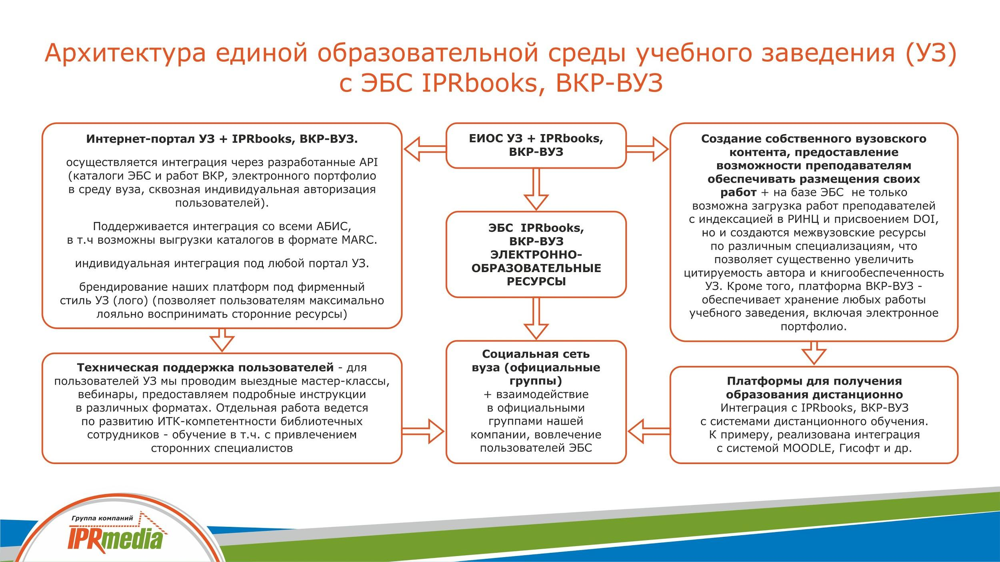 Архитектура единой образовательной среды учебного заведения (УЗ)
с ЭБС IPRbooks, ВКР-ВУЗ
Интернет-портал УЗ + IPRbooks, ВКР-ВУЗ.
осуществляется интеграция через разработанные API
(каталоги ЭБС и работ ВКР, электронного портфолио
в среду вуза, сквозная индивидуальная авторизация
пользователей).
Поддерживается интеграция со всеми АБИС,
в т.ч возможны выгрузки каталогов в формате MARC.
индивидуальная интеграция под любой портал УЗ.
брендирование наших платформ под фирменный
стиль УЗ (лого) (позволяет пользователям максимально
лояльно воспринимать сторонние ресурсы)
Техническая поддержка пользователей - для
пользователей УЗ мы проводим выездные мастер-классы,
вебинары, предоставляем подробные инструкции
в различных форматах. Отдельная работа ведется
по развитию ИТК-компетентности библиотечных
сотрудников - обучение в т.ч. с привлечением
сторонних специалистов
ЕИОС УЗ + IPRbooks,
ВКР-ВУЗ
ЭБС  IPRbooks,
ВКР-ВУЗ
ЭЛЕКТРОННО-
ОБРАЗОВАТЕЛЬНЫЕ
РЕСУРСЫ
Социальная сеть
вуза (официальные
группы)
+ взаимодействие
в официальными
группами нашей
компании, вовлечение
пользователей ЭБС
Создание собственного вузовского
контента, предоставление
возможности преподавателям
обеспечивать размещения своих
работ + на базе ЭБС  не только
возможна загрузка работ преподавателей
с индексацией в РИНЦ и присвоением DOI,
но и создаются межвузовские ресурсы
по различным специализациям, что
позволяет существенно увеличить
цитируемость автора и книгообеспеченность
УЗ. Кроме того, платформа ВКР-ВУЗ -
обеспечивает хранение любых работы
учебного заведения, включая электронное
портфолио.
Платформы для получения
образования дистанционно
Интеграция с IPRbooks, ВКР-ВУЗ
с системами дистанционного обучения.
К примеру, реализована интеграция
с системой MOODLE, Гисофт и др.
Группа компаний
IPRmedia